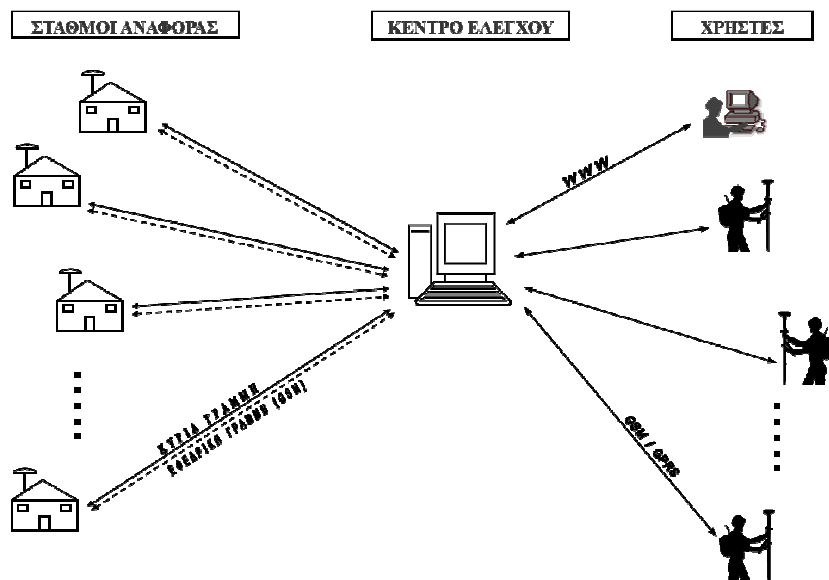 ΣΤΑΘΜΟΙ ΑΝΑΦΟΡΑΣ
ΚΕΝΤΡΟ ΕΛΕΓΧΟΥ
ΧΡΗΣΤΕΣ
WWW
ΚΥΡΙΑ ΓΡΑΜΜΗ
ΕΦΕΔΡΙΚΗ ΓΡΑΜΜΗ (GSM)
GSM / GPRS